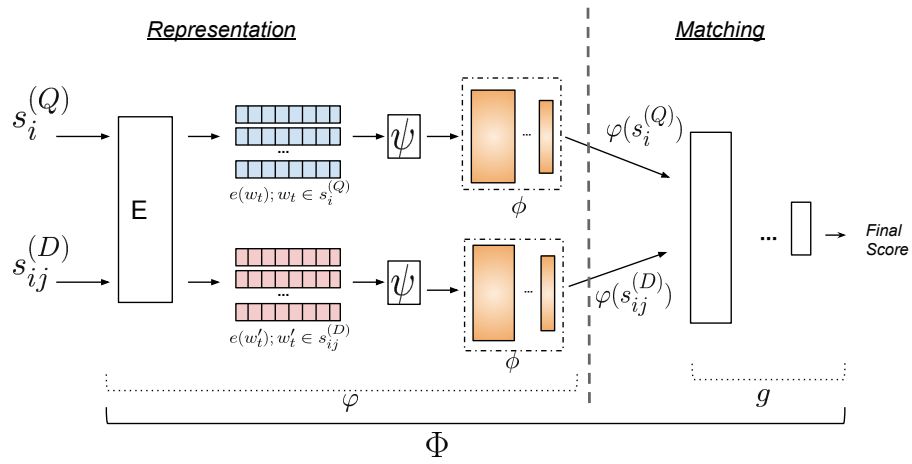 Representation
Matching
s_i^{(Q)}
E
...
e(w_t); w_t ∈ s_i^{(Q)}
ψ
...
ϕ
φ(s_i^{(Q)})
s_{ij}^{(D)}
...
e(w'_t); w'_t ∈ s_{ij}^{(D)}
ψ
...
ϕ
φ(s_{ij}^{(D)})
...
Final
Score
φ
g
Φ